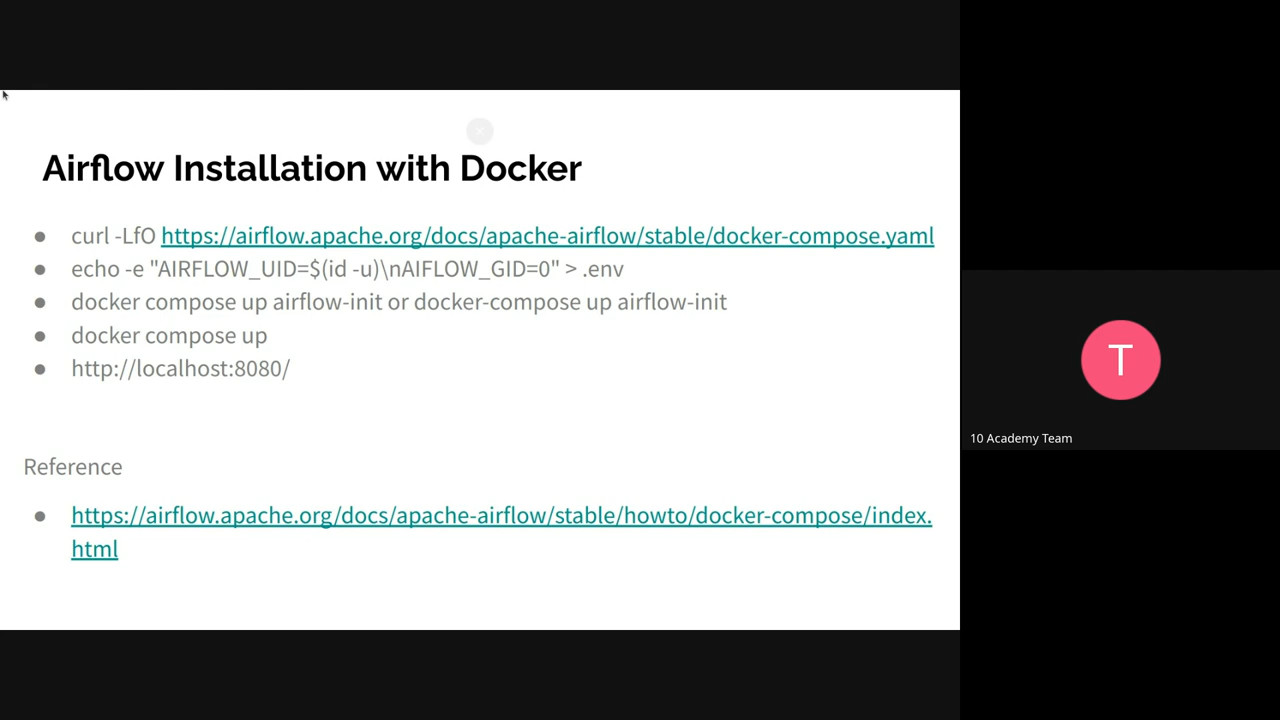 Airflow Installation with Docker
● curl -LfO https://airflow.apache.org/docs/apache-airflow/stable/docker-compose.yaml
● echo -e "AIRFLOW_UID=$(id -u)\nAIFLOW_GID=0" > .env
● docker compose up airflow-init or docker-compose up airflow-init
● docker compose up
● http://localhost:8080/
Reference
● https://airflow.apache.org/docs/apache-airflow/stable/howto/docker-compose/index.
html
T
10 Academy Team